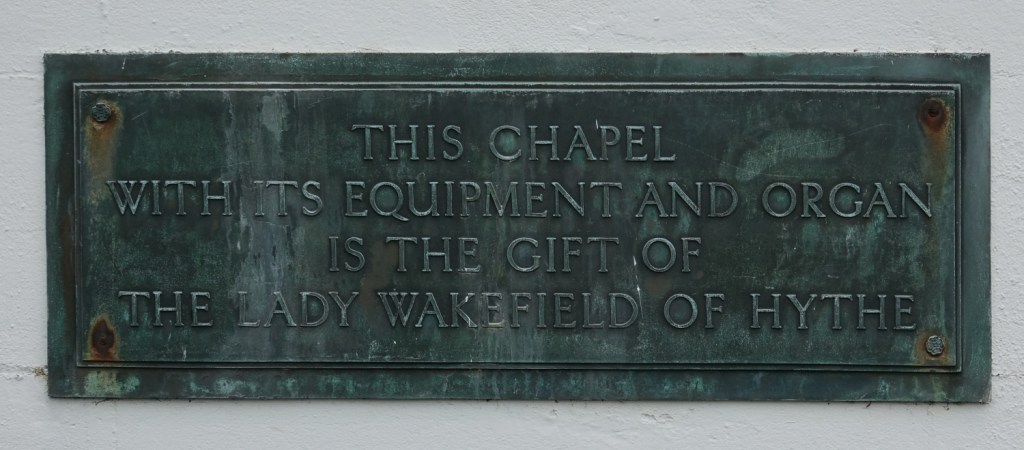 THIS CHAPEL
WITH ITS EQUIPMENT AND ORGAN
IS THE GIFT OF
THE LADY WAKEFIELD OF HYTHE